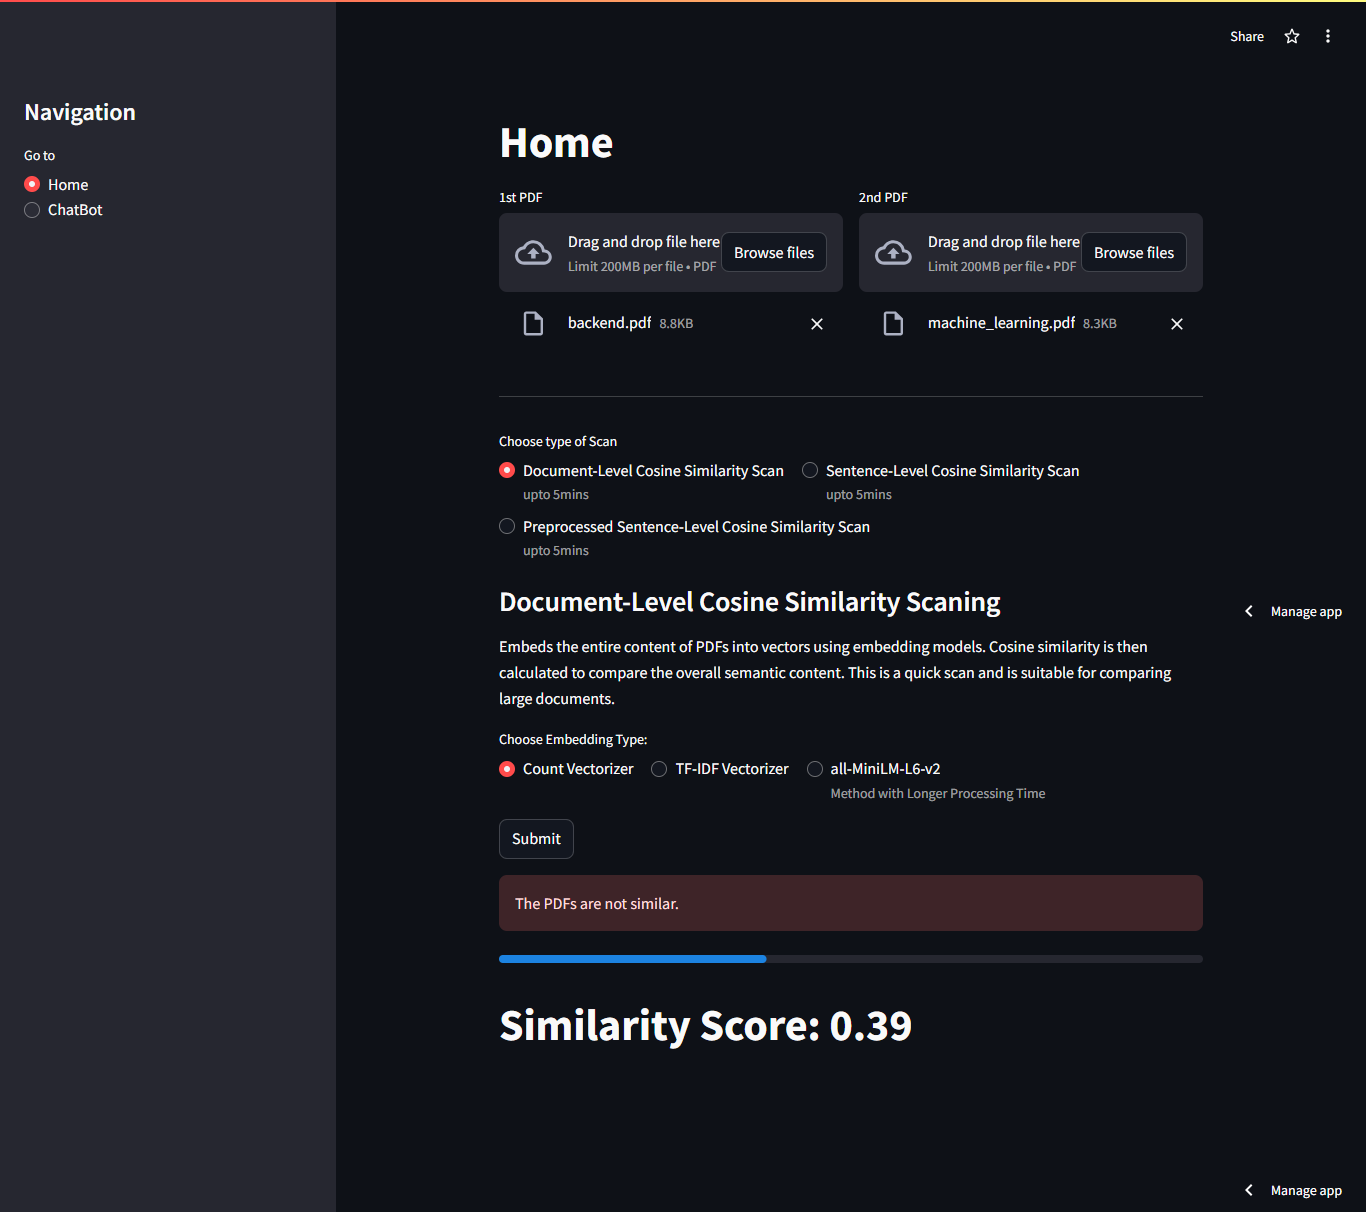 Share
Navigation
Go to
Home
ChatBot
Home
1st PDF
Drag and drop file here
Limit 200MB per file • PDF
Browse files
backend.pdf 8.8KB
2nd PDF
Drag and drop file here
Limit 200MB per file • PDF
Browse files
machine_learning.pdf 8.3KB
Choose type of Scan
Document-Level Cosine Similarity Scan
upto 5mins
Sentence-Level Cosine Similarity Scan
upto 5mins
Preprocessed Sentence-Level Cosine Similarity Scan
upto 5mins
Document-Level Cosine Similarity Scaning
Embeds the entire content of PDFs into vectors using embedding models. Cosine similarity is then
calculated to compare the overall semantic content. This is a quick scan and is suitable for comparing
large documents.
Choose Embedding Type:
Count Vectorizer
TF-IDF Vectorizer
all-MiniLM-L6-v2
Method with Longer Processing Time
Submit
The PDFs are not similar.
Similarity Score: 0.39
Manage app
Manage app